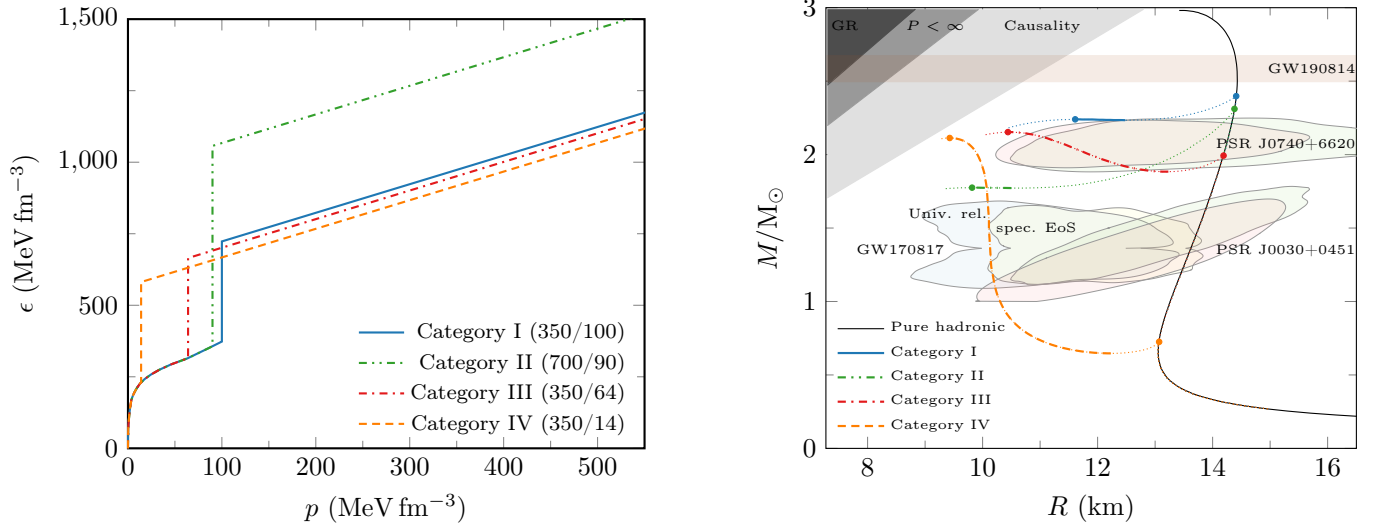 1,500
1,000
500
0
0
100
200
300
400
500
ϵ (MeV fm⁻³)
p (MeV fm⁻³)
Category I (350/100)
Category II (700/90)
Category III (350/64)
Category IV (350/14)
3
2
1
0
8
10
12
14
16
M/M☉
R (km)
GR
P < ∞
Causality
GW190814
PSR J0740+6620
Univ. rel.
spec. EoS
GW170817
PSR J0030+0451
Pure hadronic
Category I
Category II
Category III
Category IV